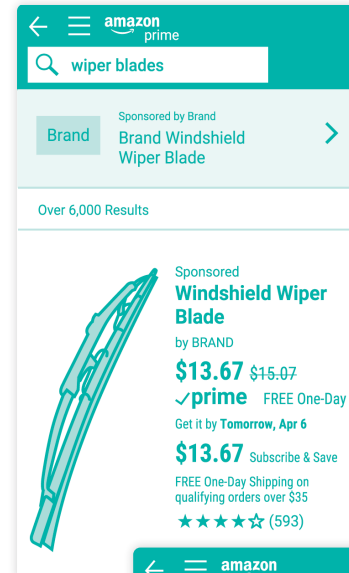 amazon
prime
wiper blades
Brand
Sponsored by Brand
Brand Windshield
Wiper Blade
Over 6,000 Results
Sponsored
Windshield Wiper
Blade
by BRAND
$13.67 $15.07
prime FREE One-Day
Get it by Tomorrow, Apr 6
$13.67 Subscribe & Save
FREE One-Day Shipping on
qualifying orders over $35
(593)
amazon